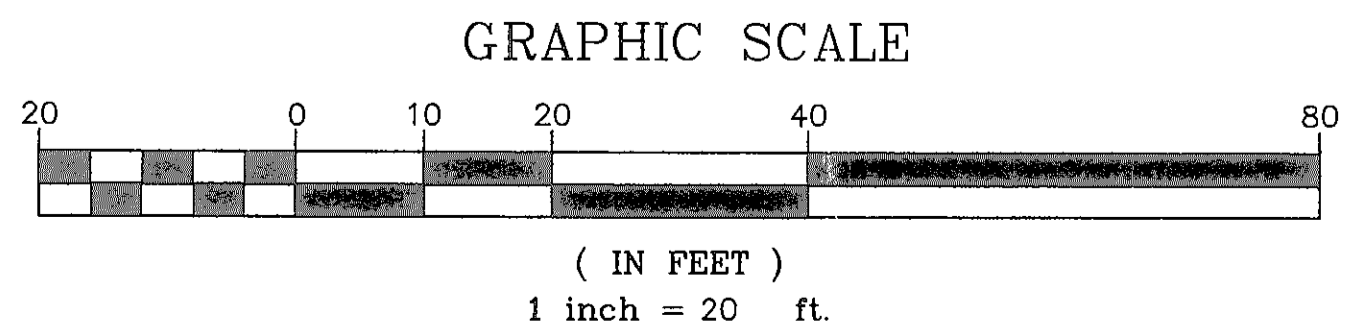 GRAPHIC SCALE
20 0 10 20 40 80
( IN FEET )
1 inch = 20 ft.